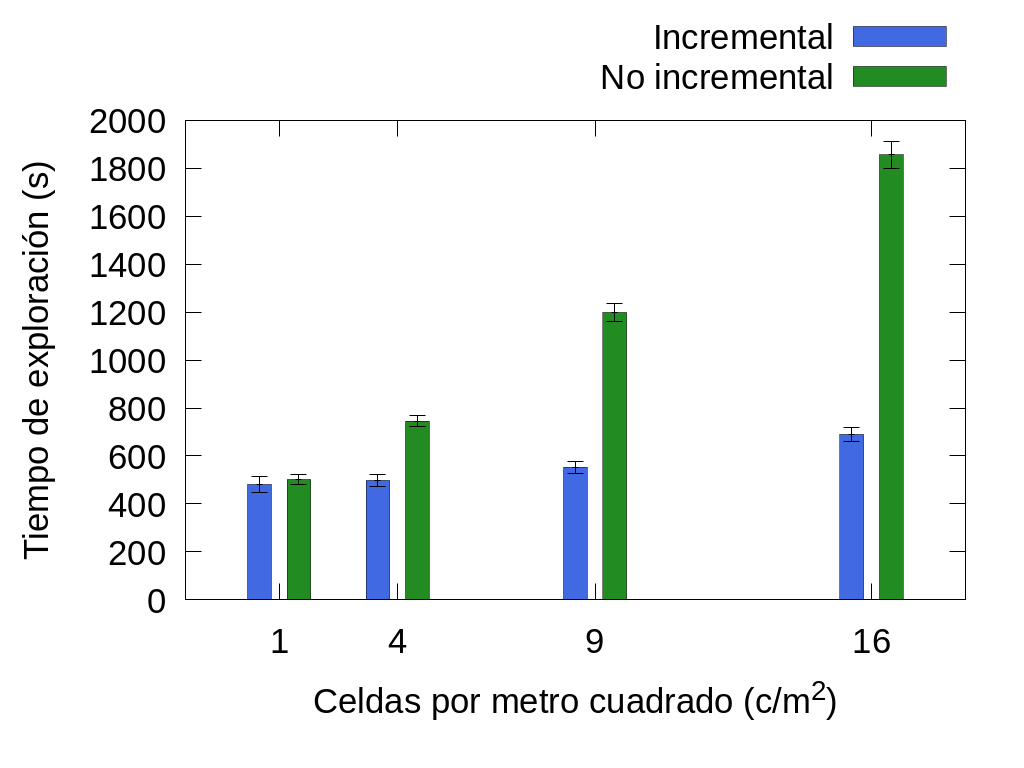 Incremental
No incremental
2000
1800
1600
1400
1200
1000
800
600
400
200
0
Tiempo de exploración (s)
1 4 9 16
Celdas por metro cuadrado (c/m²)